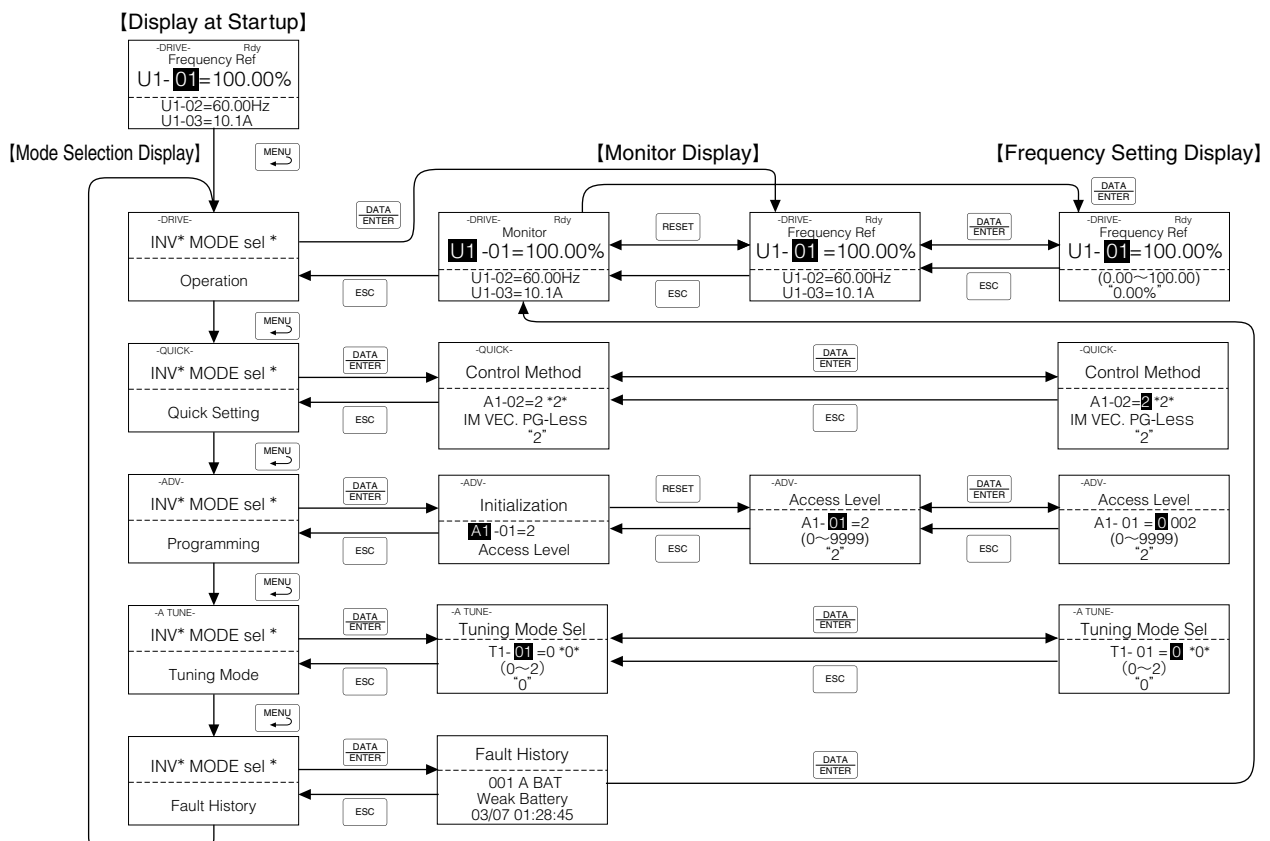 【Display at Startup】
-DRIVE- Rdy
Frequency Ref
U1- 01=100.00%
U1-02=60.00Hz
U1-03=10.1A
【Mode Selection Display】
MENU
【Monitor Display】
【Frequency Setting Display】
-DRIVE-
INV* MODE sel *
Operation
DATA
ENTER
ESC
-DRIVE- Rdy
Monitor
U1 -01=100.00%
U1-02=60.00Hz
U1-03=10.1A
RESET
ESC
-DRIVE- Rdy
Frequency Ref
U1- 01=100.00%
U1-02=60.00Hz
U1-03=10.1A
DATA
ENTER
DATA
ENTER
ESC
-DRIVE- Rdy
Frequency Ref
U1- 01=100.00%
(0.00～100.00)
"0.00%"
MENU
-QUICK-
INV* MODE sel *
Quick Setting
DATA
ENTER
ESC
-QUICK-
Control Method
A1-02=2 *2*
IM VEC. PG-Less
"2"
DATA
ENTER
ESC
-QUICK-
Control Method
A1-02=2 *2*
IM VEC. PG-Less
"2"
MENU
-ADV-
INV* MODE sel *
Programming
DATA
ENTER
ESC
-ADV-
Initialization
A1 -01=2
Access Level
RESET
ESC
-ADV-
Access Level
A1- 01 =2
(0～9999)
"2"
DATA
ENTER
ESC
-ADV-
Access Level
A1- 01 =0 002
(0～9999)
"2"
MENU
-A TUNE-
INV* MODE sel *
Tuning Mode
DATA
ENTER
ESC
-A TUNE-
Tuning Mode Sel
T1- 01 =0 *0*
(0～2)
"0"
DATA
ENTER
ESC
-A TUNE-
Tuning Mode Sel
T1- 01 = 0 *0*
(0～2)
"0"
MENU
INV* MODE sel *
Fault History
DATA
ENTER
ESC
Fault History
001 A BAT
Weak Battery
03/07 01:28:45
DATA
ENTER